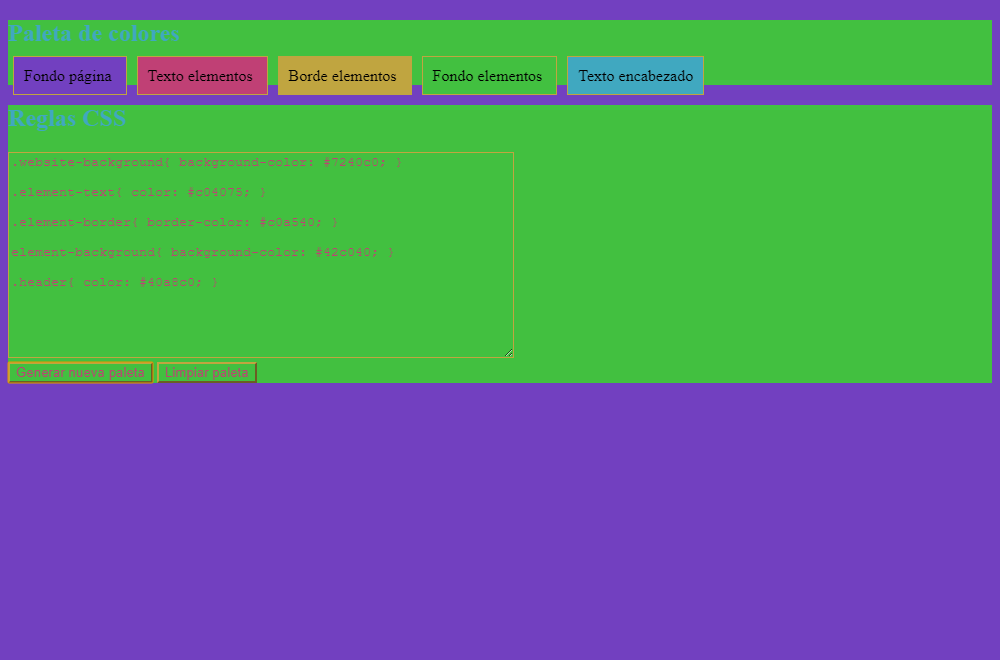 Paleta de colores
Fondo página Texto elementos Borde elementos Fondo elementos Texto encabezado
Reglas CSS
.website-background{ background-color: #7240c0; }
.element-text{ color: #c04075; }
.element-border{ border-color: #c0a540; }
element-background{ background-color: #42c040; }
.header{ color: #40a8c0; }
Generar nueva paleta Limpiar paleta